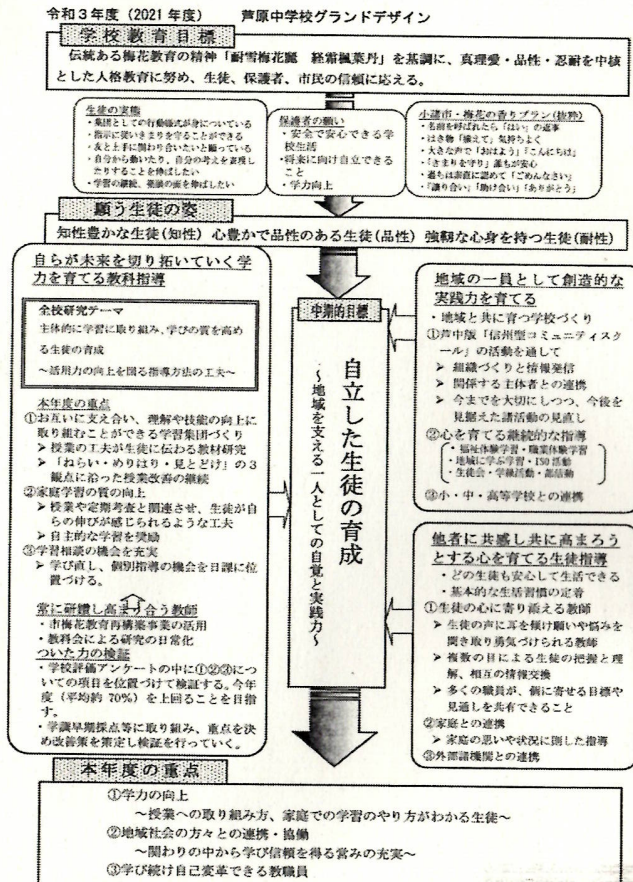 令和3年度(2021年度) 芦原中学校グランドデザイン
学校教育目標
伝統ある梅花教育の精神「耐雪梅花麗 経霜楓葉丹」を基調に、真理愛・品性・忍耐を中核
とした人格教育に努め、生徒、保護者、市民の信頼に応える。
生徒の実態
・集団としての行動様式が身についている
・指示に従いきまりを守ることができる
・友と上手に関わり合いたいと願っている
・自分から動いたり、自分の考えを表現し
たりすることを伸ばしたい
・学習の継続、発展の面を伸ばしたい
保護者の願い
・安全で安心できる学
校生活
・将来に向け自立できる
こと
・学力向上
小諸市・梅花の香りプラン(抜粋)
・名前を呼ばれたら「はい」の返事
・はき物「揃えて」気持ちよく
・大きな声で「おはよう」「こんにちは」
・「きまりを守り」誰もが安心
・過ちは素直に認めて「ごめんなさい」
・「譲り合い」「助け合い」「ありがとう」
願う生徒の姿
知性豊かな生徒(知性) 心豊かで品性のある生徒(品性) 強靱な心身を持つ生徒(耐性)
自らが未来を切り拓いていく学
力を育てる教科指導
全校研究テーマ
主体的に学習に取り組み、学びの質を高め
る生徒の育成
~活用力の向上を図る指導方法の工夫~
本年度の重点
①お互いに支え合い、理解や技能の向上に
取り組むことができる学習集団づくり
➢ 授業の工夫が生徒に伝わる教材研究
➢ 「ねらい・めりはり・見とどけ」の3
観点に沿った授業改善の継続
②家庭学習の質の向上
➢ 授業や定期考査と関連させ、生徒が自
らの伸びが感じられるような工夫
➢ 自主的な学習を奨励
③学習相談の機会を充実
➢ 学び直し、個別指導の機会を日課に位
置づける。
常に研鑽し高まり合う教師
・市梅花教育再構築事業の活用
・教科会による研究の日常化
ついた力の検証
・学校評価アンケートの中に①②③につ
いての項目を位置づけて検証する。今年
度(平均約70%)を上回ることを目指
す。
・学調早期採点等に取り組み、重点を決
め改善策を策定し検証を行っていく。
中期的目標
自立した生徒の育成
~地域を支える一人としての自覚と実践力~
地域の一員として創造的な
実践力を育てる
・地域と共に育つ学校づくり
①芦中版「信州型コミュニティスク
ール」の活動を通して
➢ 組織づくりと情報発信
➢ 関係する主体者との連携
➢ 今までを大切にしつつ、今後を
見据えた諸活動の見直し
②心を育てる継続的な指導
・福祉体験学習・職業体験学習
・地域に学ぶ学習・ISO活動
・生徒会・学級活動・部活動
③小・中・高等学校との連携
他者に共感し共に高まろう
とする心を育てる生徒指導
・どの生徒も安心して生活できる
・基本的な生活習慣の定着
①生徒の心に寄り添える教師
➢ 生徒の声に耳を傾け願いや悩みを
聞き取り勇気づけられる教師
➢ 複数の目による生徒の把握と理
解、相互の情報交換
➢ 多くの職員が、個に寄せる目標や
見通しを共有できること
②家庭との連携
➢ 家庭の思いや状況に則した指導
③外部諸機関との連携
本年度の重点
①学力の向上
~授業への取り組み方、家庭での学習のやり方がわかる生徒~
②地域社会の方々との連携・協働
~関わりの中から学び信頼を得る営みの充実~
③学び続け自己変革できる教職員